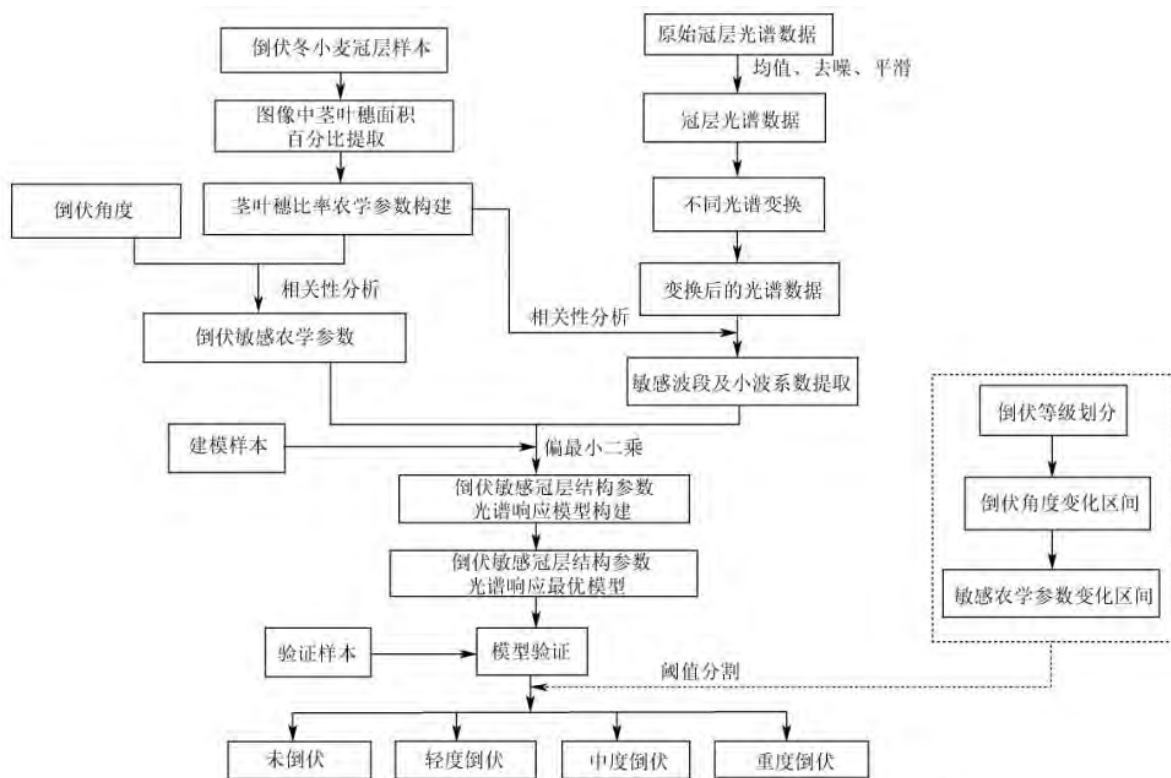 倒伏冬小麦冠层样本
原始冠层光谱数据
均值、去噪、平滑
图像中茎叶穗面积
百分比提取
冠层光谱数据
倒伏角度
茎叶穗比率农学参数构建
不同光谱变换
相关性分析
变换后的光谱数据
相关性分析
倒伏敏感农学参数
敏感波段及小波系数提取
倒伏等级划分
建模样本
偏最小二乘
倒伏敏感冠层结构参数
光谱响应模型构建
倒伏角度变化区间
倒伏敏感冠层结构参数
光谱响应最优模型
敏感农学参数变化区间
验证样本
模型验证
阈值分割
未倒伏
轻度倒伏
中度倒伏
重度倒伏